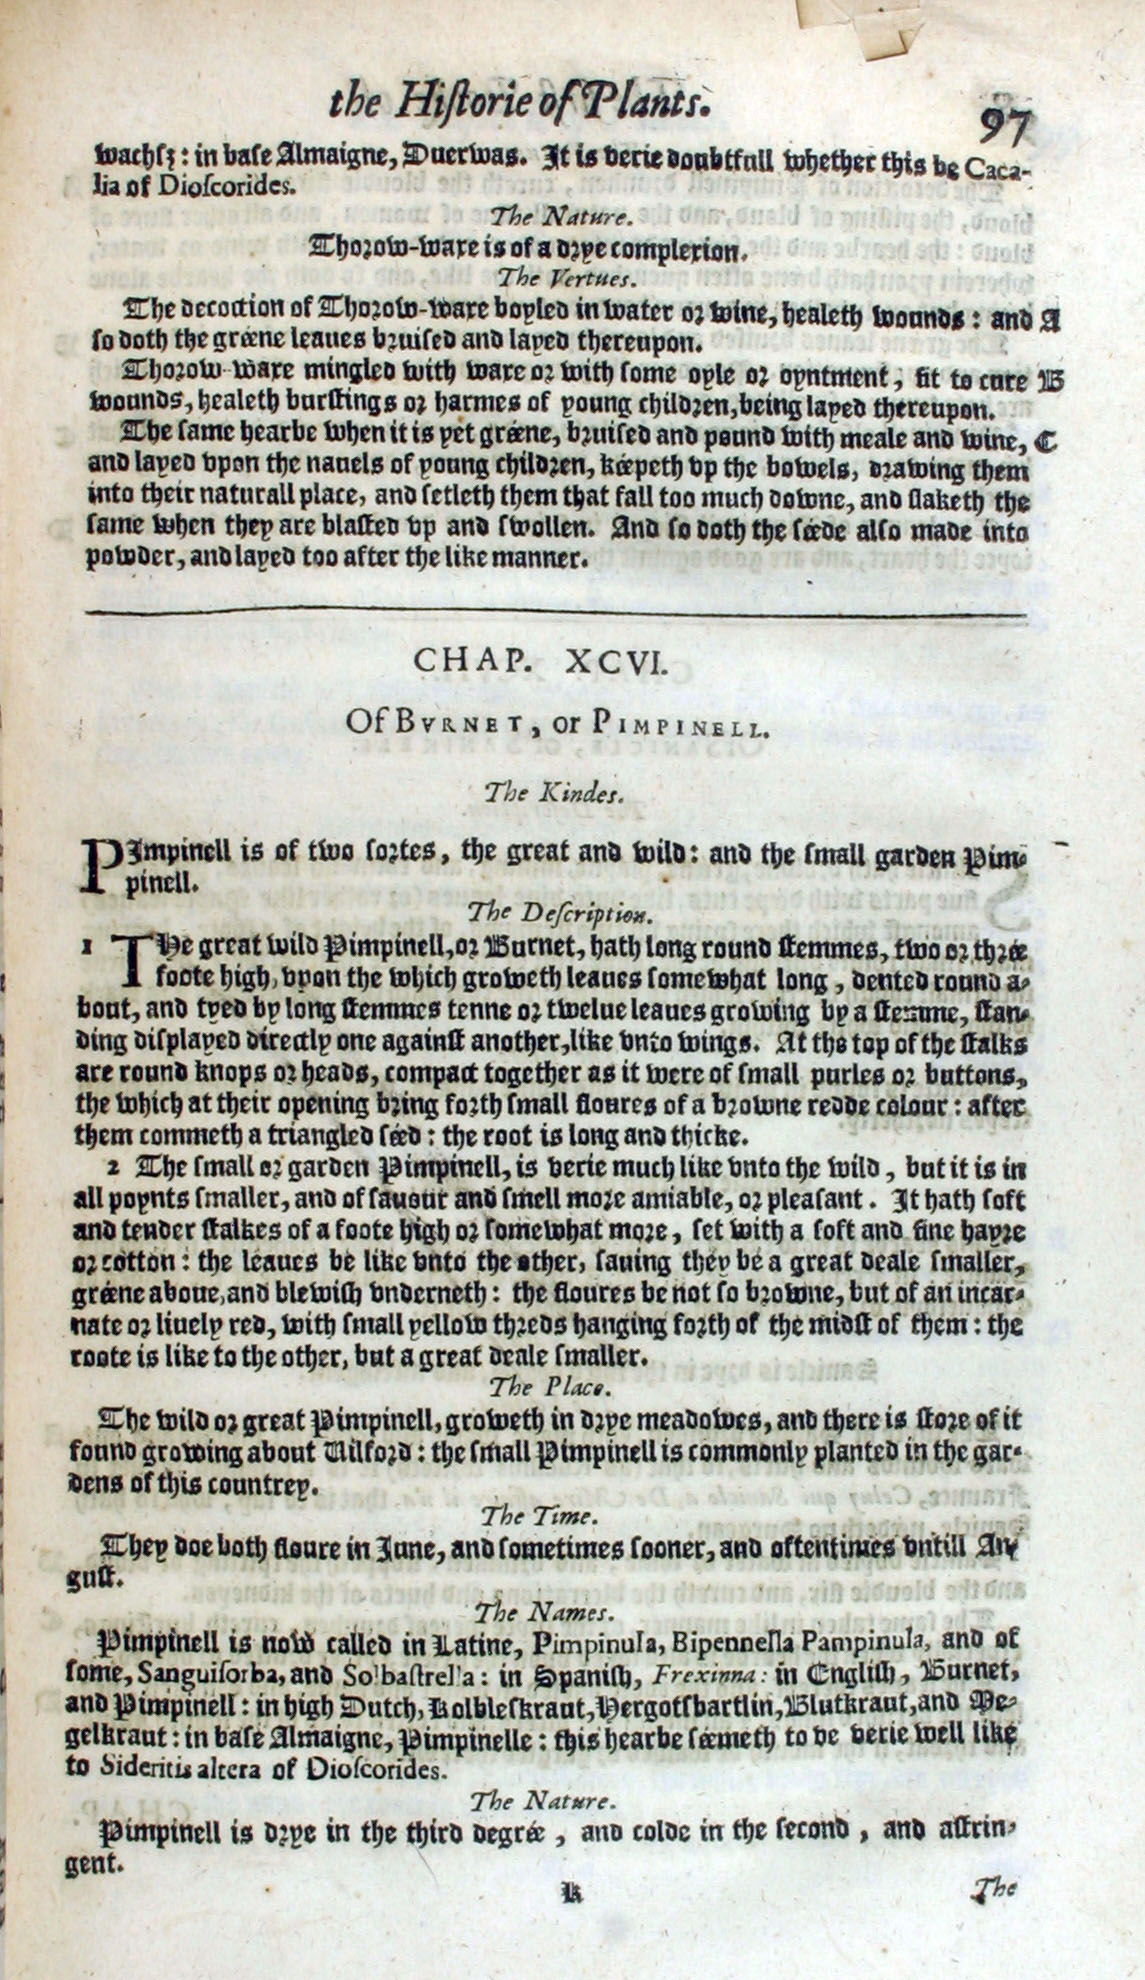 the Historie of Plants.
97
wachsz: in base Almaigne, Duerwas. It is verie doubtfull whether this be Caca-
lia of Dioscorides.
The Nature.
Thorow-waxe is of a drye complexion.
The Vertues.
The decoction of Thorow-waxe boyled in water or wine, healeth wounds: and A
so doth the greene leaues bruised and layed thereupon.
Thorow-waxe mingled with waxe or with some oyle or oyntment, fit to cure B
wounds, healeth burstings or harmes of young children, being layed thereupon.
The same hearbe when it is yet greene, bruised and pound with meale and wine, C
and layed vpon the nauels of young children, keepeth vp the bowels, drawing them
into their naturall place, and setleth them that fall too much downe, and slaketh the
same when they are blasted vp and swollen. And so doth the seede also made into
powder, and layed too after the like manner.
CHAP. XCVI.
Of BVRNET, or PIMPINELL.
The Kindes.
PImpinell is of two sortes, the great and wild: and the small garden Pim-
pinell.
The Description.
1 THe great wild Pimpinell, or Burnet, hath long round stemmes, two or three
foote high, vpon the which groweth leaues somewhat long, dented round a-
bout, and tyed by long stemmes tenne or twelue leaues growing by a stemme, stan-
ding displayed directly one against another, like vnto wings. At the top of the stalks
are round knops or heads, compact together as it were of small purles or buttons,
the which at their opening bring forth small floures of a browne redde colour: after
them commeth a triangled seed: the root is long and thicke.
2 The small or garden Pimpinell, is verie much like vnto the wild, but it is in
all poynts smaller, and of sauour and smell more amiable, or pleasant. It hath soft
and tender stalkes of a foote high or somewhat more, set with a soft and fine hayre
or cotton: the leaues be like vnto the other, sauing they be a great deale smaller,
greene aboue, and blewish vnderneth: the floures be not so browne, but of an incar-
nate or liuely red, with small yellow threds hanging forth of the midst of them: the
roote is like to the other, but a great deale smaller.
The Place.
The wild or great Pimpinell, groweth in drye meadowes, and there is store of it
found growing about Vilford: the small Pimpinell is commonly planted in the gar-
dens of this countrey.
The Time.
They doe both floure in June, and sometimes sooner, and oftentimes vntill Au-
gust.
The Names.
Pimpinell is now called in Latine, Pimpinula, Bipennella Pampinula, and of
some, Sanguisorba, and Solbastrella: in Spanish, Frexinna: in English, Burnet,
and Pimpinell: in high Dutch, Kolbleskraut, Hergotsbartlin, Blutkraut, and Me-
gelkraut: in base Almaigne, Pimpinelle: this hearbe seemeth to be verie well like
to Sideritis altera of Dioscorides.
The Nature.
Pimpinell is drye in the third degree, and colde in the second, and astrin-
gent.
K
The